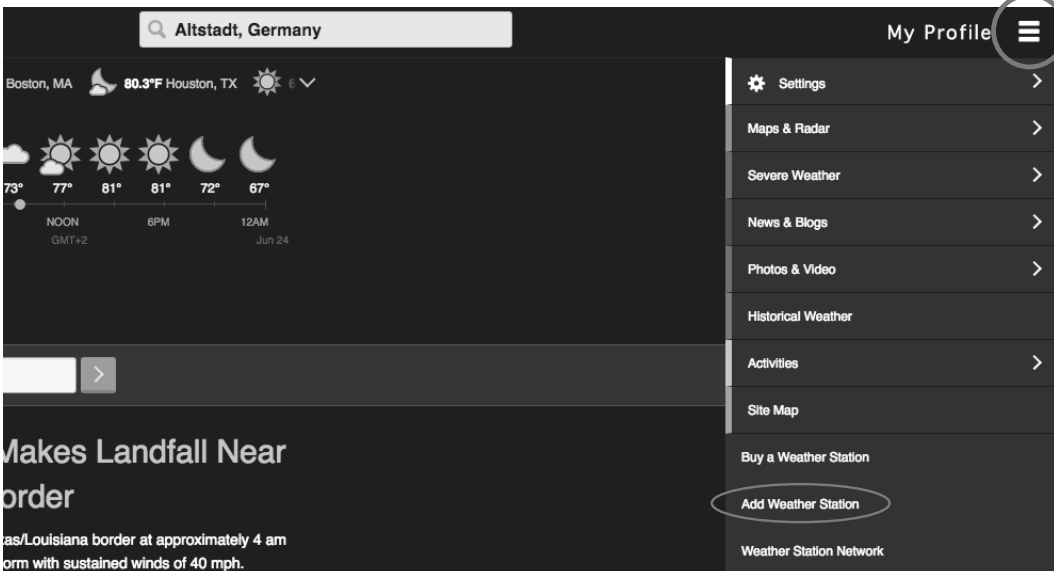 Altstadt, Germany
My Profile
Boston, MA 80.3°F Houston, TX 6
73° 77° 81° 81° 72° 67°
NOON 6PM 12AM
GMT+2 Jun 24
Makes Landfall Near
order
as/Louisiana border at approximately 4 am
orm with sustained winds of 40 mph.
Settings
Maps & Radar
Severe Weather
News & Blogs
Photos & Video
Historical Weather
Activities
Site Map
Buy a Weather Station
Add Weather Station
Weather Station Network